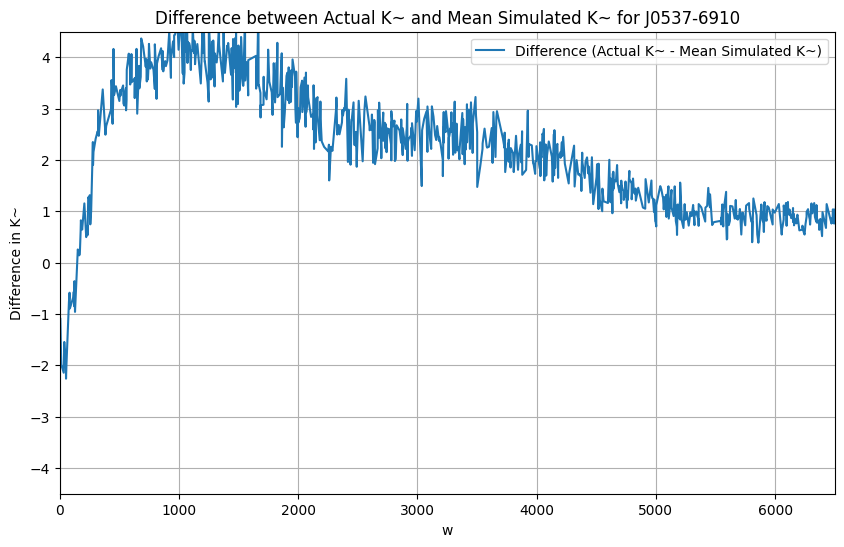 Difference between Actual K~ and Mean Simulated K~ for J0537-6910
Difference (Actual K~ - Mean Simulated K~)
Difference in K~
4
3
2
1
0
−1
−2
−3
−4
0 1000 2000 3000 4000 5000 6000
w